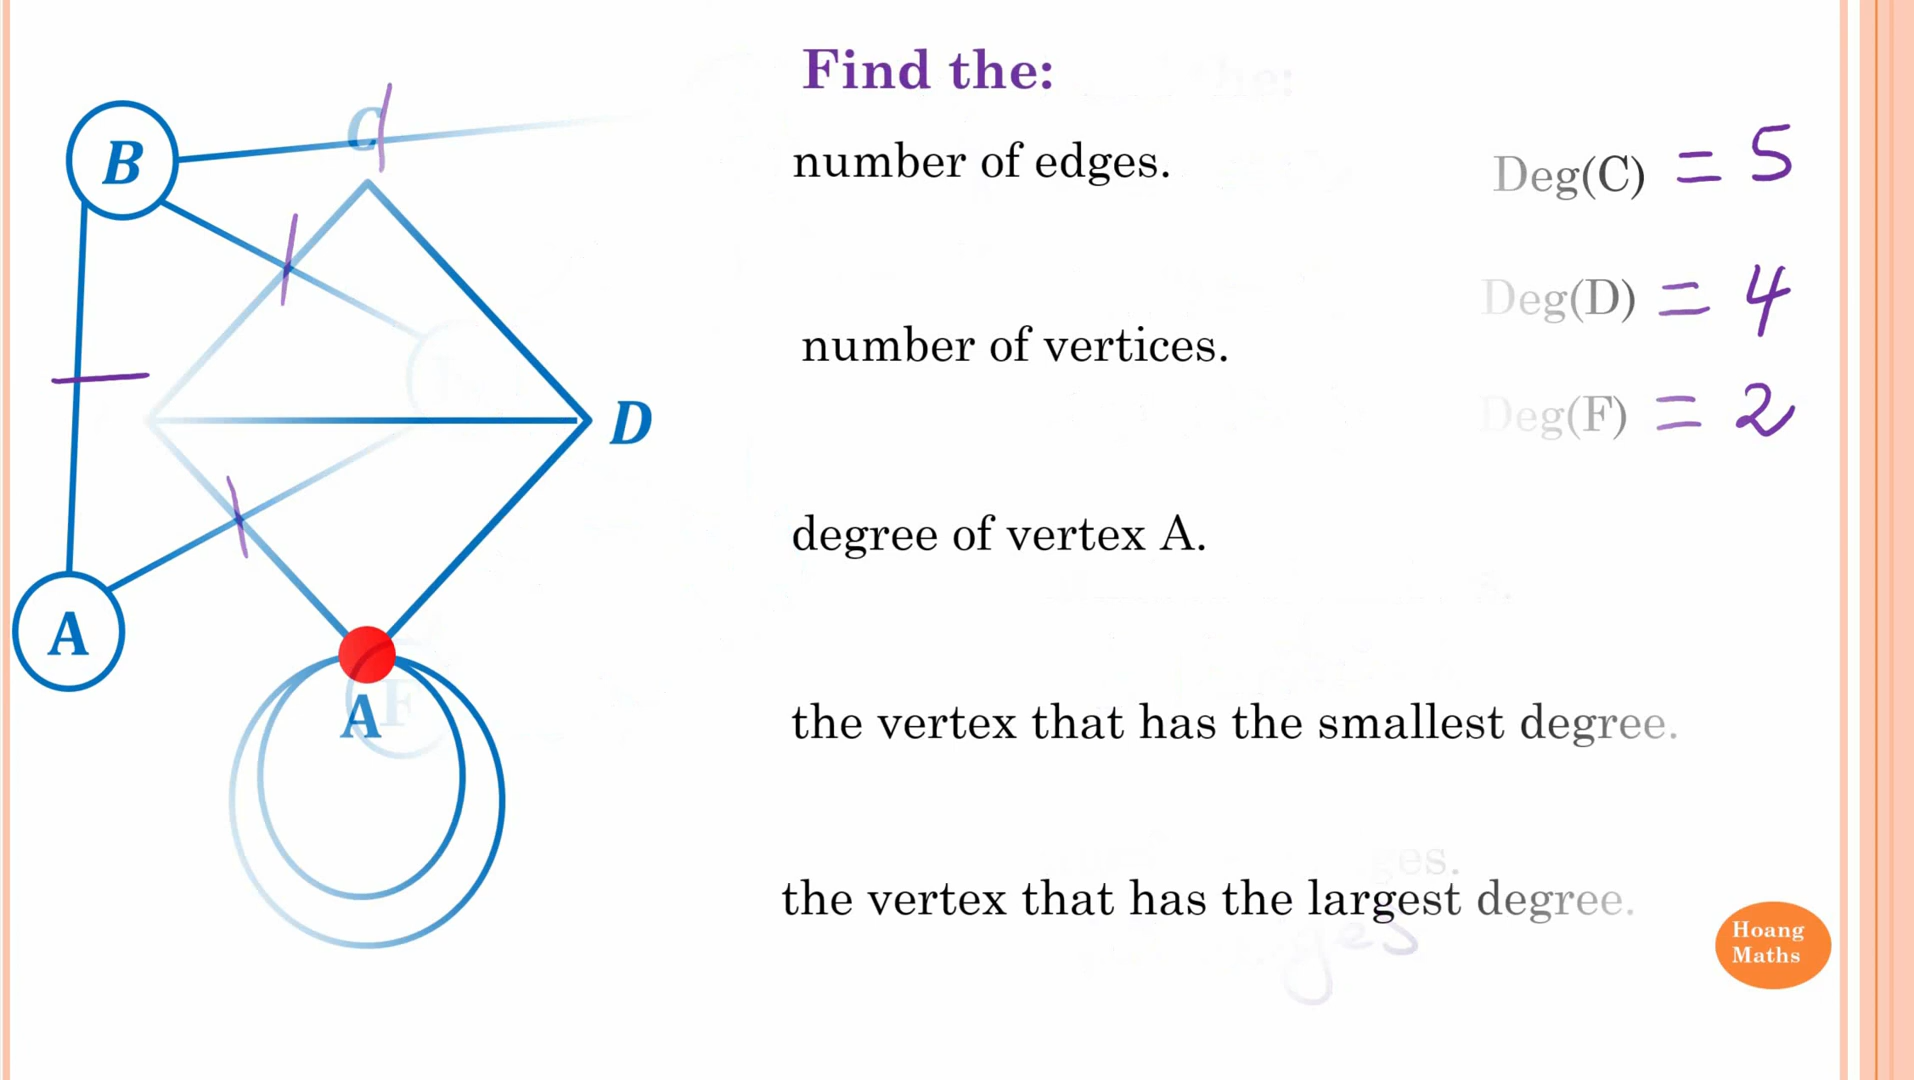 Find the:
B
C
number of edges.
Deg(C) = 5
Deg(D) = 4
number of vertices.
D
Deg(F) = 2
degree of vertex A.
A
A
F
the vertex that has the smallest degree.
the vertex that has the largest degree.
Hoang
Maths